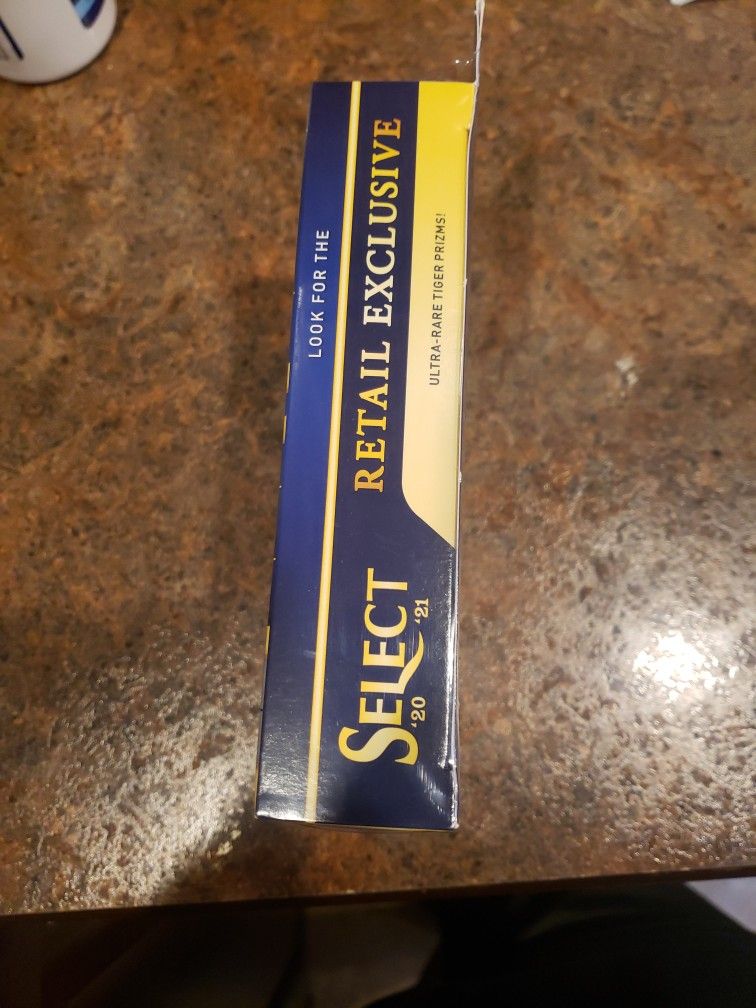 LOOK FOR THE
RETAIL EXCLUSIVE
ULTRA-RARE TIGER PRIZMS!
SELECT
'20 '21